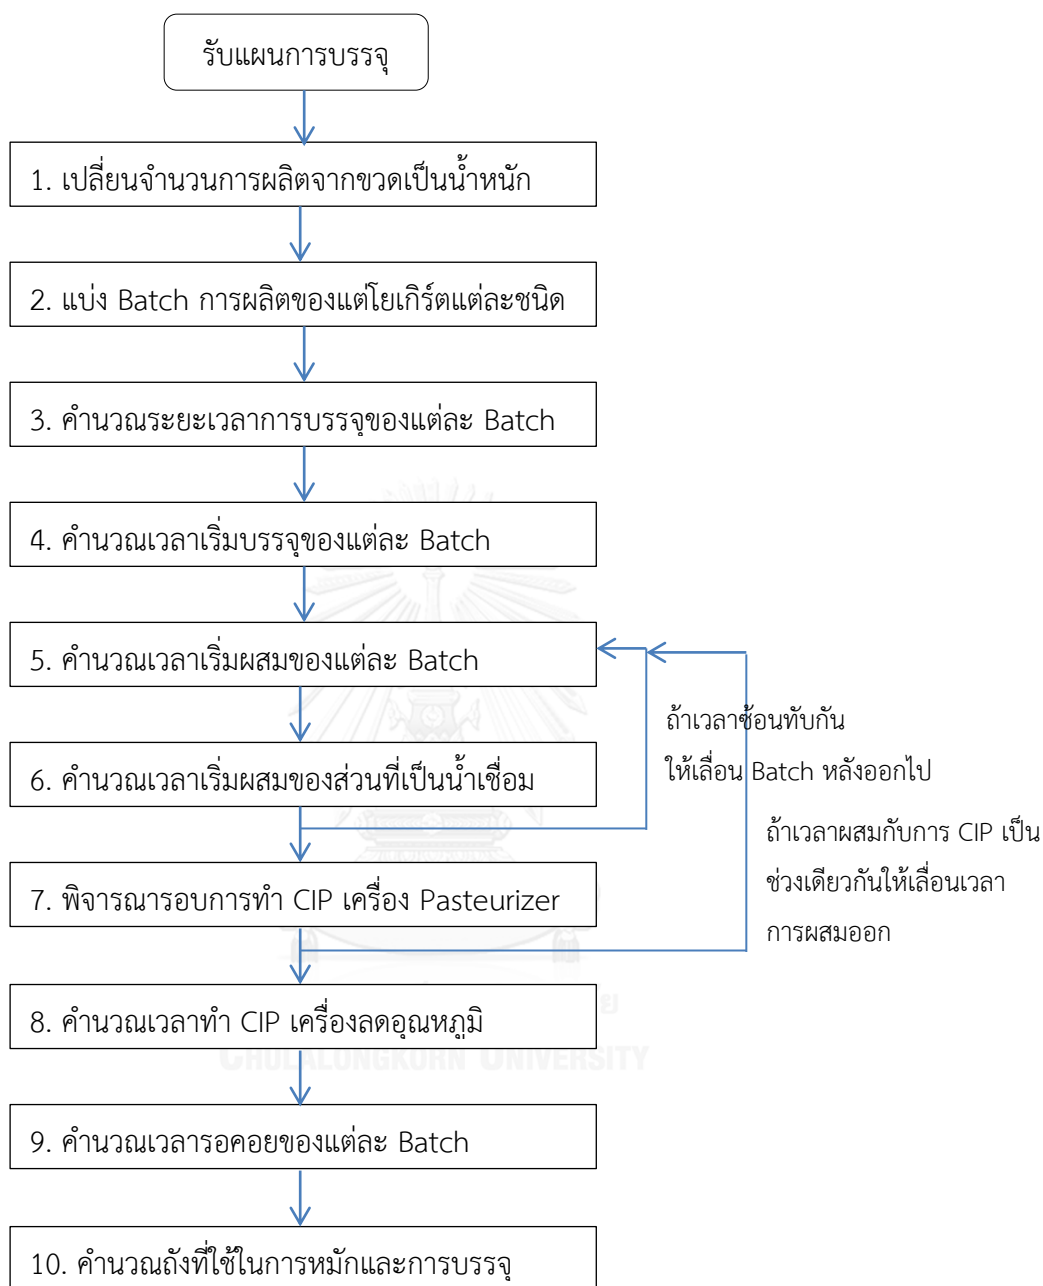 รับแผนการบรรจุ
1. เปลี่ยนจำนวนการผลิตจากขวดเป็นน้ำหนัก
2. แบ่ง Batch การผลิตของแต่โยเกิร์ตแต่ละชนิด
3. คำนวณระยะเวลาการบรรจุของแต่ละ Batch
4. คำนวณเวลาเริ่มบรรจุของแต่ละ Batch
5. คำนวณเวลาเริ่มผสมของแต่ละ Batch
ถ้าเวลาซ้อนทับกัน
ให้เลื่อน Batch หลังออกไป
6. คำนวณเวลาเริ่มผสมของส่วนที่เป็นน้ำเชื่อม
ถ้าเวลาผสมกับการ CIP เป็น
ช่วงเดียวกันให้เลื่อนเวลา
การผสมออก
7. พิจารณารอบการทำ CIP เครื่อง Pasteurizer
8. คำนวณเวลาทำ CIP เครื่องลดอุณหภูมิ
CHULALONGKORN UNIVERSITY
9. คำนวณเวลารอคอยของแต่ละ Batch
10. คำนวณถังที่ใช้ในการหมักและการบรรจุ